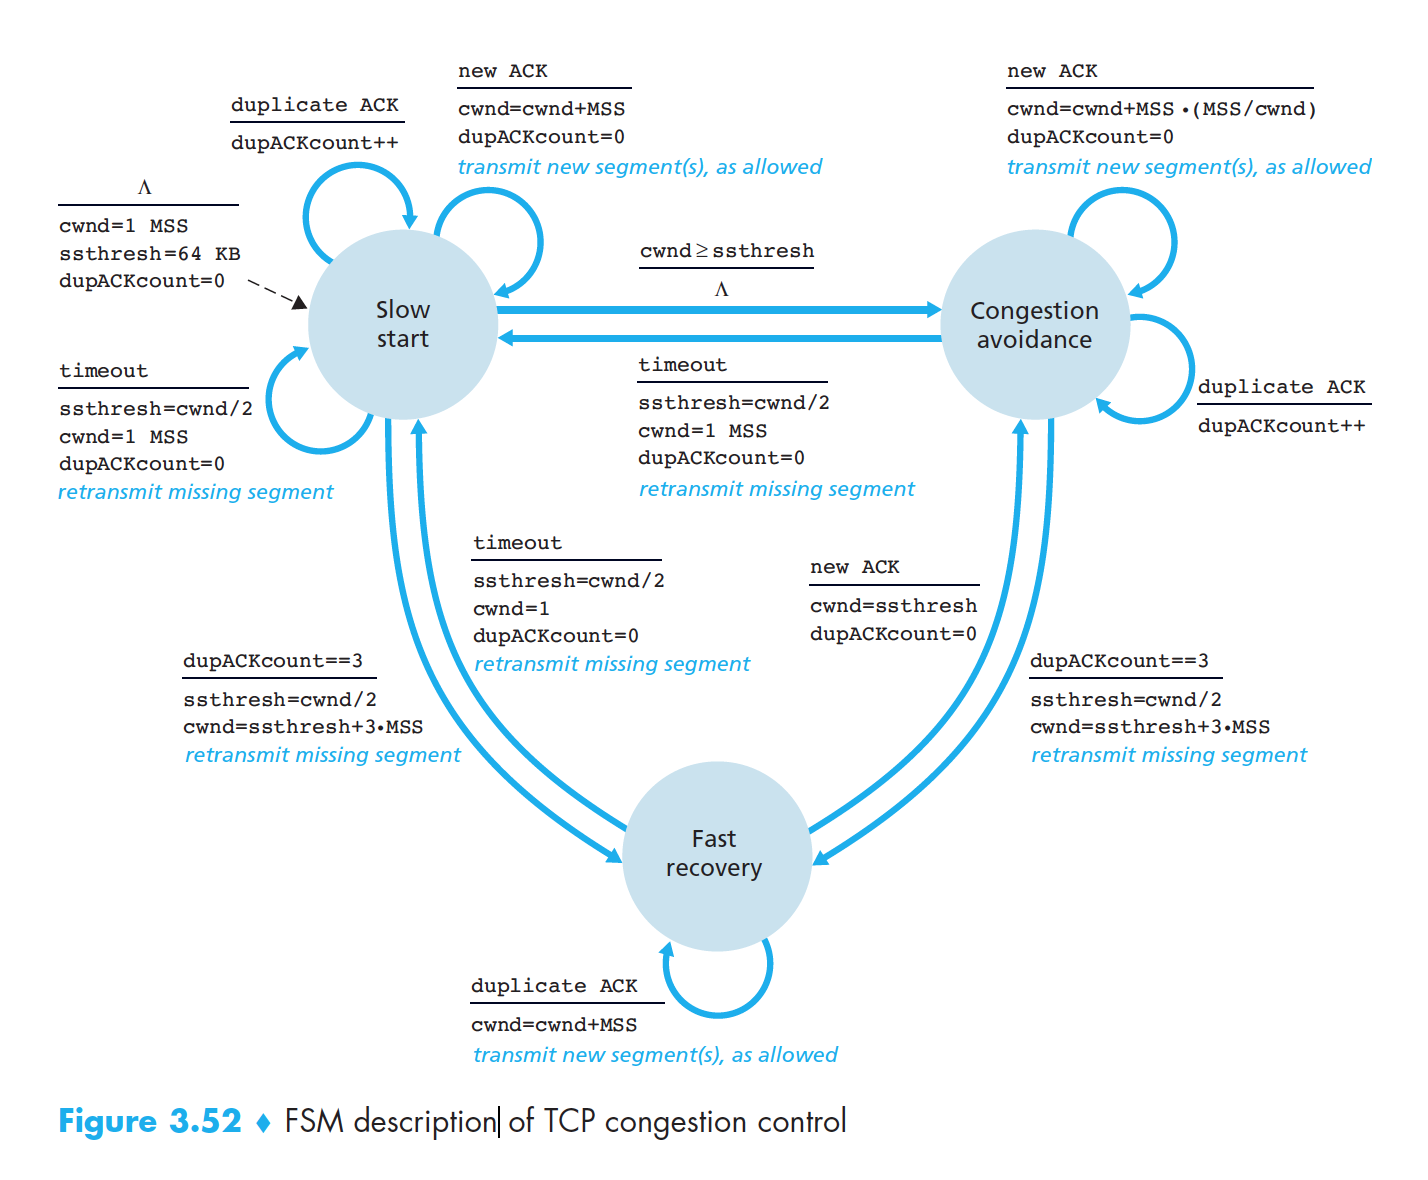 new ACK
cwnd=cwnd+MSS
dupACKcount=0
transmit new segment(s), as allowed
new ACK
cwnd=cwnd+MSS •(MSS/cwnd)
dupACKcount=0
transmit new segment(s), as allowed
duplicate ACK
dupACKcount++
Λ
cwnd=1 MSS
ssthresh=64 KB
dupACKcount=0
Slow
start
cwnd≥ssthresh
Λ
Congestion
avoidance
timeout
ssthresh=cwnd/2
cwnd=1 MSS
dupACKcount=0
retransmit missing segment
timeout
ssthresh=cwnd/2
cwnd=1 MSS
dupACKcount=0
retransmit missing segment
duplicate ACK
dupACKcount++
timeout
ssthresh=cwnd/2
cwnd=1
dupACKcount=0
retransmit missing segment
new ACK
cwnd=ssthresh
dupACKcount=0
dupACKcount==3
ssthresh=cwnd/2
cwnd=ssthresh+3•MSS
retransmit missing segment
dupACKcount==3
ssthresh=cwnd/2
cwnd=ssthresh+3•MSS
retransmit missing segment
Fast
recovery
duplicate ACK
cwnd=cwnd+MSS
transmit new segment(s), as allowed
Figure 3.52 ♦ FSM description of TCP congestion control